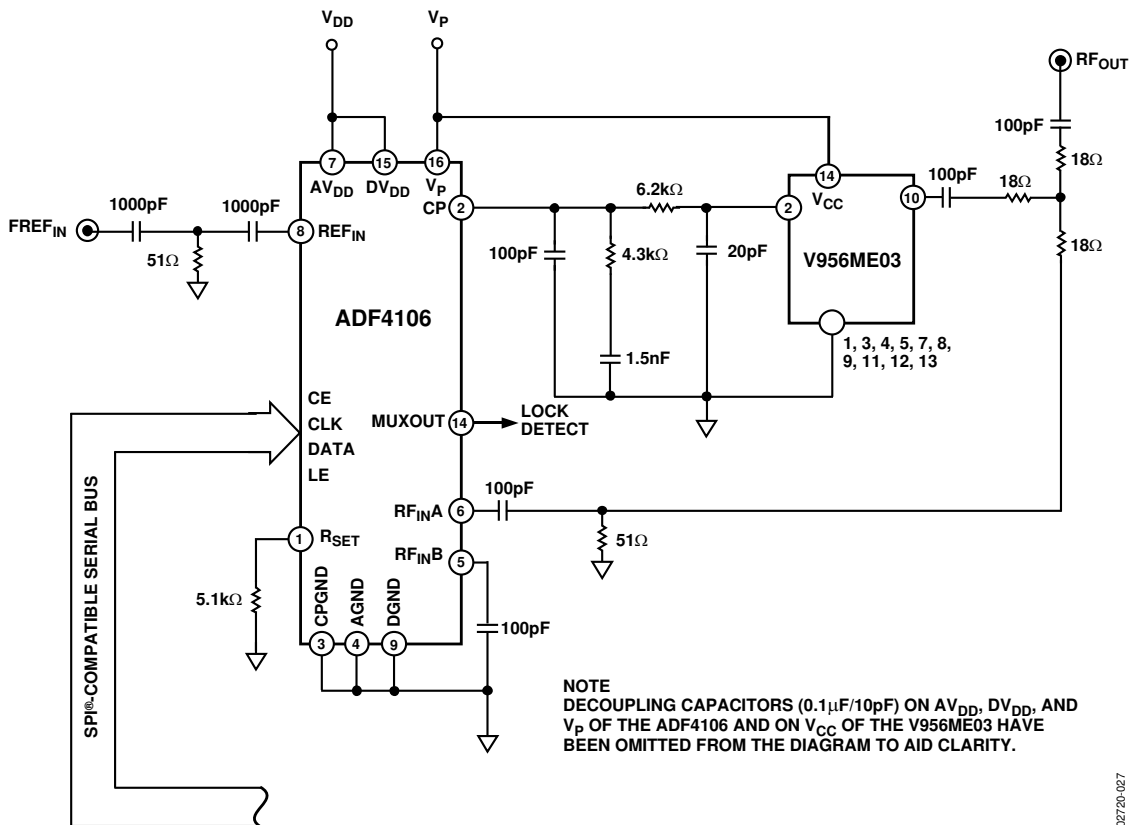 VDD
VP
RFOUT
100pF
18Ω
7
15
16
AVDD
DVDD
VP
CP
2
6.2kΩ
2
14
VCC
10
100pF
18Ω
18Ω
1000pF
1000pF
FREFIN
8
REFIN
51Ω
100pF
4.3kΩ
20pF
V956ME03
ADF4106
1.5nF
1, 3, 4, 5, 7, 8,
9, 11, 12, 13
CE
CLK
DATA
LE
MUXOUT
14
LOCK
DETECT
SPI®-COMPATIBLE SERIAL BUS
100pF
RFINA
6
51Ω
1
RSET
RFINB
5
5.1kΩ
CPGND
AGND
DGND
3
4
9
100pF
NOTE
DECOUPLING CAPACITORS (0.1µF/10pF) ON AVDD, DVDD, AND
VP OF THE ADF4106 AND ON VCC OF THE V956ME03 HAVE
BEEN OMITTED FROM THE DIAGRAM TO AID CLARITY.
02720-027